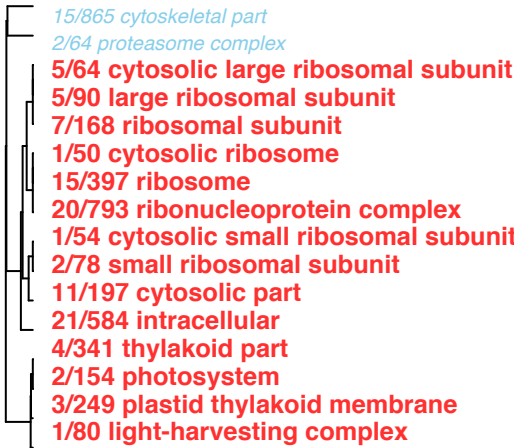 15/865 cytoskeletal part
2/64 proteasome complex
5/64 cytosolic large ribosomal subunit
5/90 large ribosomal subunit
7/168 ribosomal subunit
1/50 cytosolic ribosome
15/397 ribosome
20/793 ribonucleoprotein complex
1/54 cytosolic small ribosomal subunit
2/78 small ribosomal subunit
11/197 cytosolic part
21/584 intracellular
4/341 thylakoid part
2/154 photosystem
3/249 plastid thylakoid membrane
1/80 light-harvesting complex